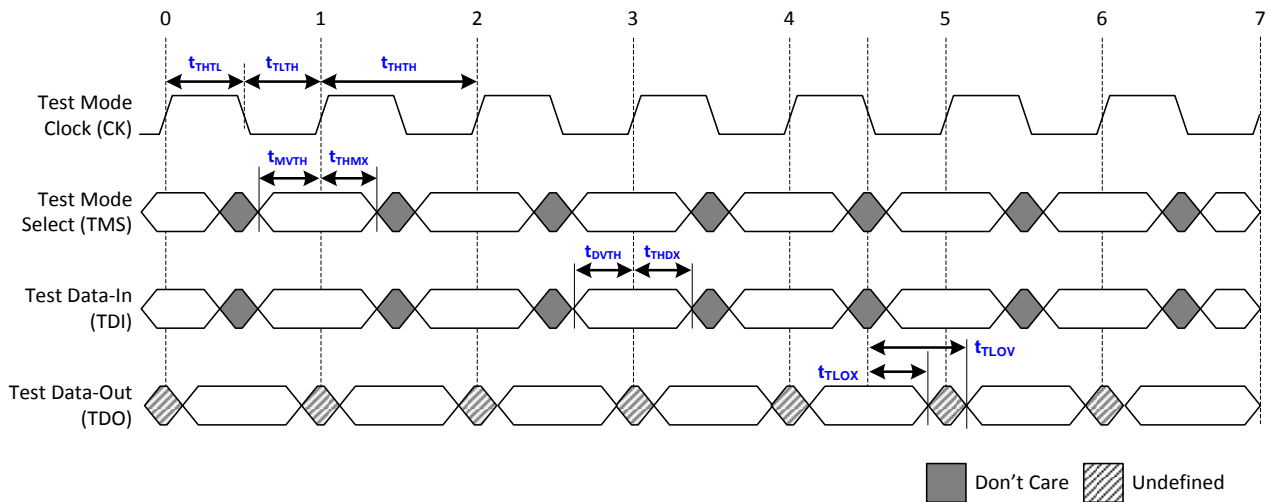 0 1 2 3 4 5 6 7
tTHTL tTLTH tTHTH
Test Mode
Clock (CK)
tMVTH tTHMX
Test Mode
Select (TMS)
tDVTH tTHDX
Test Data-In
(TDI)
tTLOV
tTLOX
Test Data-Out
(TDO)
Don't Care Undefined